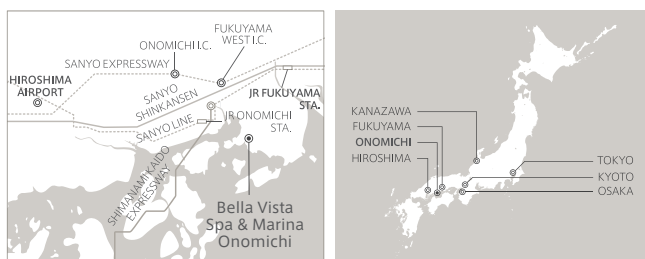 FUKUYAMA
WEST I.C.
ONOMICHI I.C.
SANYO EXPRESSWAY
HIROSHIMA
AIRPORT
SANYO
SHINKANSEN
JR FUKUYAMA
STA.
SANYO LINE
JR ONOMICHI
STA.
SHIMANAMI KAIDO
EXPRESSWAY
Bella Vista
Spa & Marina
Onomichi
KANAZAWA
FUKUYAMA
ONOMICHI
HIROSHIMA
TOKYO
KYOTO
OSAKA